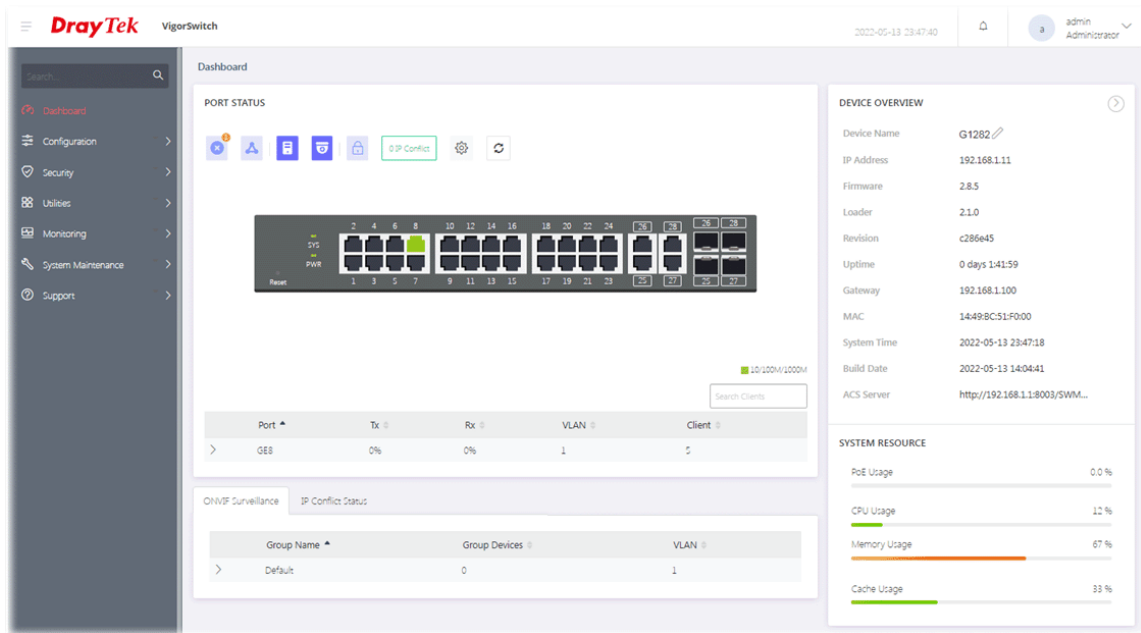 DrayTek VigorSwitch
2022-05-13 23:47:40
a
admin
Administrator
Search...
Dashboard
Configuration
Security
Utilities
Monitoring
System Maintenance
Support
Dashboard
PORT STATUS
0 IP Conflict
2 4 6 8 10 12 14 16 18 20 22 24 26 28 26 28
SYS
PWR
Reset
1 3 5 7 9 11 13 15 17 19 21 23 25 27 25 27
10/100M/1000M
Search Clients
Port Tx Rx VLAN Client
GE8 0% 0% 1 5
ONVIF Surveillance IP Conflict Status
Group Name Group Devices VLAN
Default 0 1
DEVICE OVERVIEW
Device Name G1282
IP Address 192.168.1.11
Firmware 2.8.5
Loader 2.1.0
Revision c286e45
Uptime 0 days 1:41:59
Gateway 192.168.1.100
MAC 14:49:BC:51:F0:00
System Time 2022-05-13 23:47:18
Build Date 2022-05-13 14:04:41
ACS Server http://192.168.1.1:8003/SWM...
SYSTEM RESOURCE
PoE Usage 0.0 %
CPU Usage 12 %
Memory Usage 67 %
Cache Usage 33 %